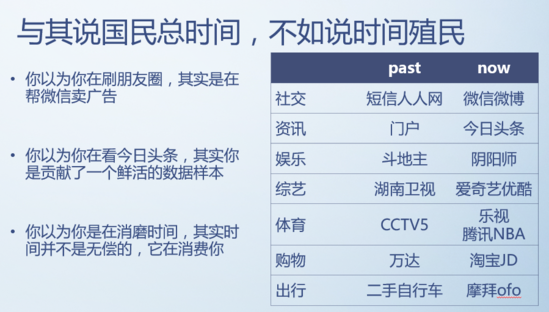 与其说国民总时间，不如说时间殖民
• 你以为你在刷朋友圈，其实是在
帮微信卖广告
• 你以为你在看今日头条，其实你
是贡献了一个鲜活的数据样本
• 你以为你是在消磨时间，其实时
间并不是无偿的，它在消费你
past now
社交 短信人人网 微信微博
资讯 门户 今日头条
娱乐 斗地主 阴阳师
综艺 湖南卫视 爱奇艺优酷
体育 CCTV5 乐视
腾讯NBA
购物 万达 淘宝JD
出行 二手自行车 摩拜ofo